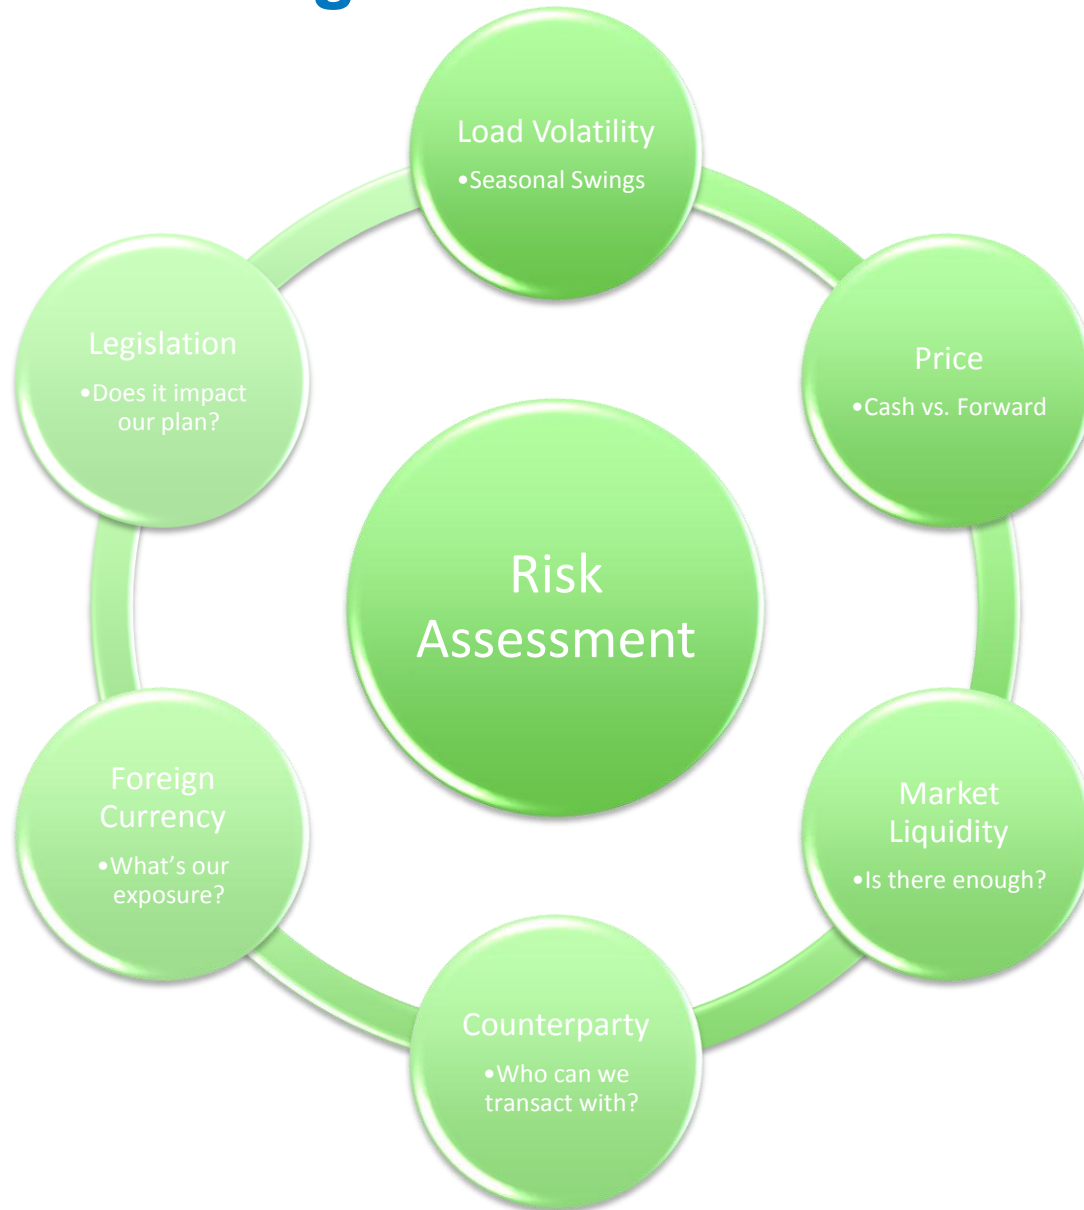 Load Volatility
•Seasonal Swings
Price
•Cash vs. Forward
Market
Liquidity
•Is there enough?
Counterparty
•Who can we
transact with?
Foreign
Currency
•What's our
exposure?
Legislation
•Does it impact
our plan?
Risk
Assessment